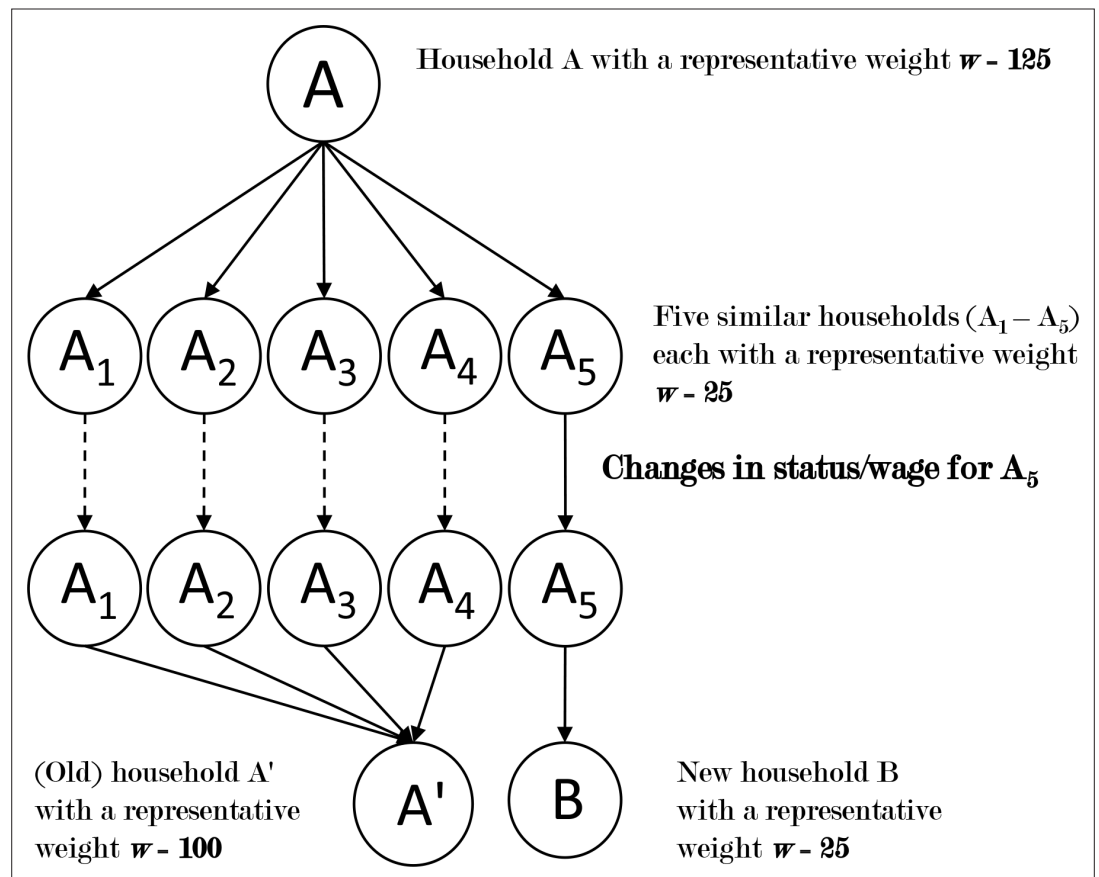 A
Household A with a representative weight w - 125
A₁ A₂ A₃ A₄ A₅
Five similar households (A₁ – A₅)
each with a representative weight
w - 25
Changes in status/wage for A₅
A₁ A₂ A₃ A₄ A₅
(Old) household A'
with a representative
weight w - 100
A'
B
New household B
with a representative
weight w - 25